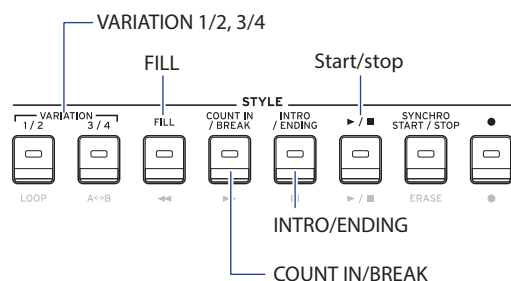 VARIATION 1/2, 3/4
FILL
Start/stop
STYLE
VARIATION
1/2
3/4
FILL
COUNT IN
/ BREAK
INTRO
/ ENDING
▶ / ■
SYNCHRO
START / STOP
●
LOOP
A↔B
◀◀
▶ / ■
ERASE
●
INTRO/ENDING
COUNT IN/BREAK